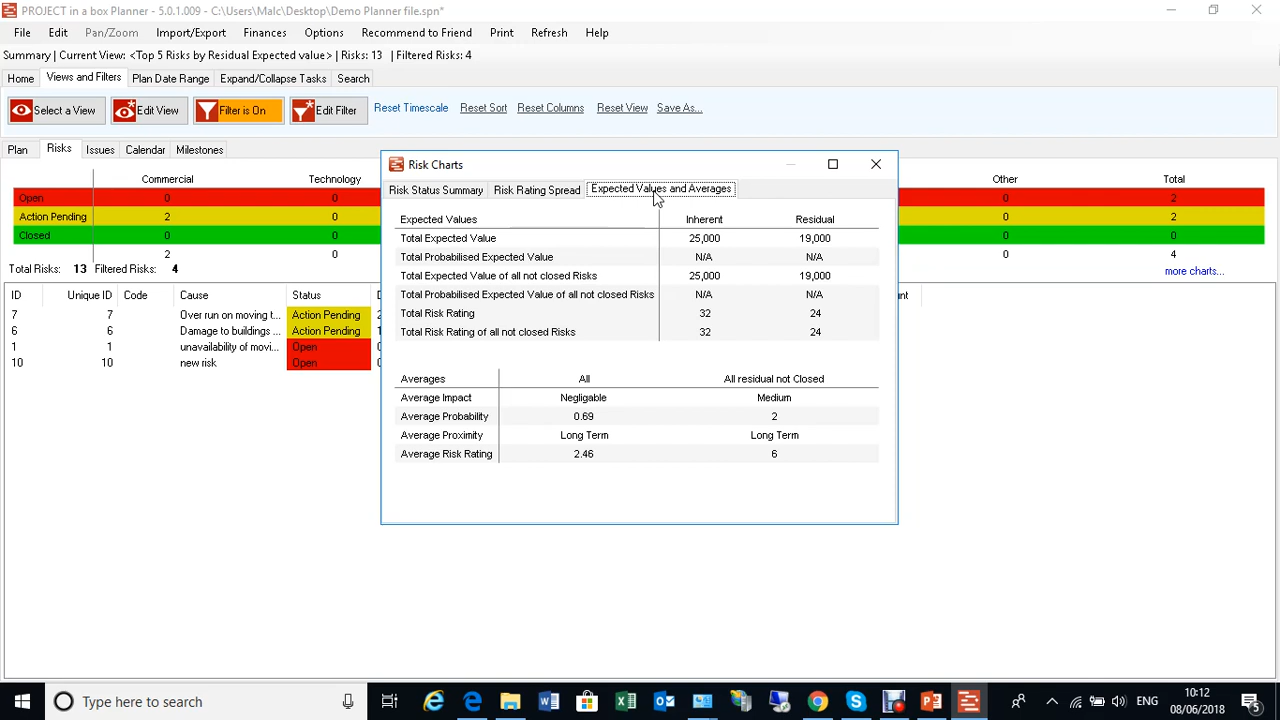 PROJECT in a box Planner - 5.0.1.009 - C:\Users\Malc\Desktop\Demo Planner file.spn*
File Edit Pan/Zoom Import/Export Finances Options Recommend to Friend Print Refresh Help
Summary | Current View: <Top 5 Risks by Residual Expected value> | Risks: 13 | Filtered Risks: 4
Home Views and Filters Plan Date Range Expand/Collapse Tasks Search
Select a View Edit View Filter is On Edit Filter Reset Timescale Reset Sort Reset Columns Reset View Save As...
Plan Risks Issues Calendar Milestones
Commercial Technology Other Total
Open 0 0 0 2
Action Pending 2 0 0 2
Closed 0 0 0 0
2 0 0 4
Total Risks: 13 Filtered Risks: 4 more charts...
ID Unique ID Code Cause Status
7 7 Over run on moving t... Action Pending
6 6 Damage to buildings ... Action Pending
1 1 unavailability of movi... Open
10 10 new risk Open
Risk Charts
Risk Status Summary Risk Rating Spread Expected Values and Averages
Expected Values Inherent Residual
Total Expected Value 25,000 19,000
Total Probabilised Expected Value N/A N/A
Total Expected Value of all not closed Risks 25,000 19,000
Total Probabilised Expected Value of all not closed Risks N/A N/A
Total Risk Rating 32 24
Total Risk Rating of all not closed Risks 32 24
Averages All All residual not Closed
Average Impact Negligable Medium
Average Probability 0.69 2
Average Proximity Long Term Long Term
Average Risk Rating 2.46 6
Type here to search ENG 10:12 08/06/2018 5